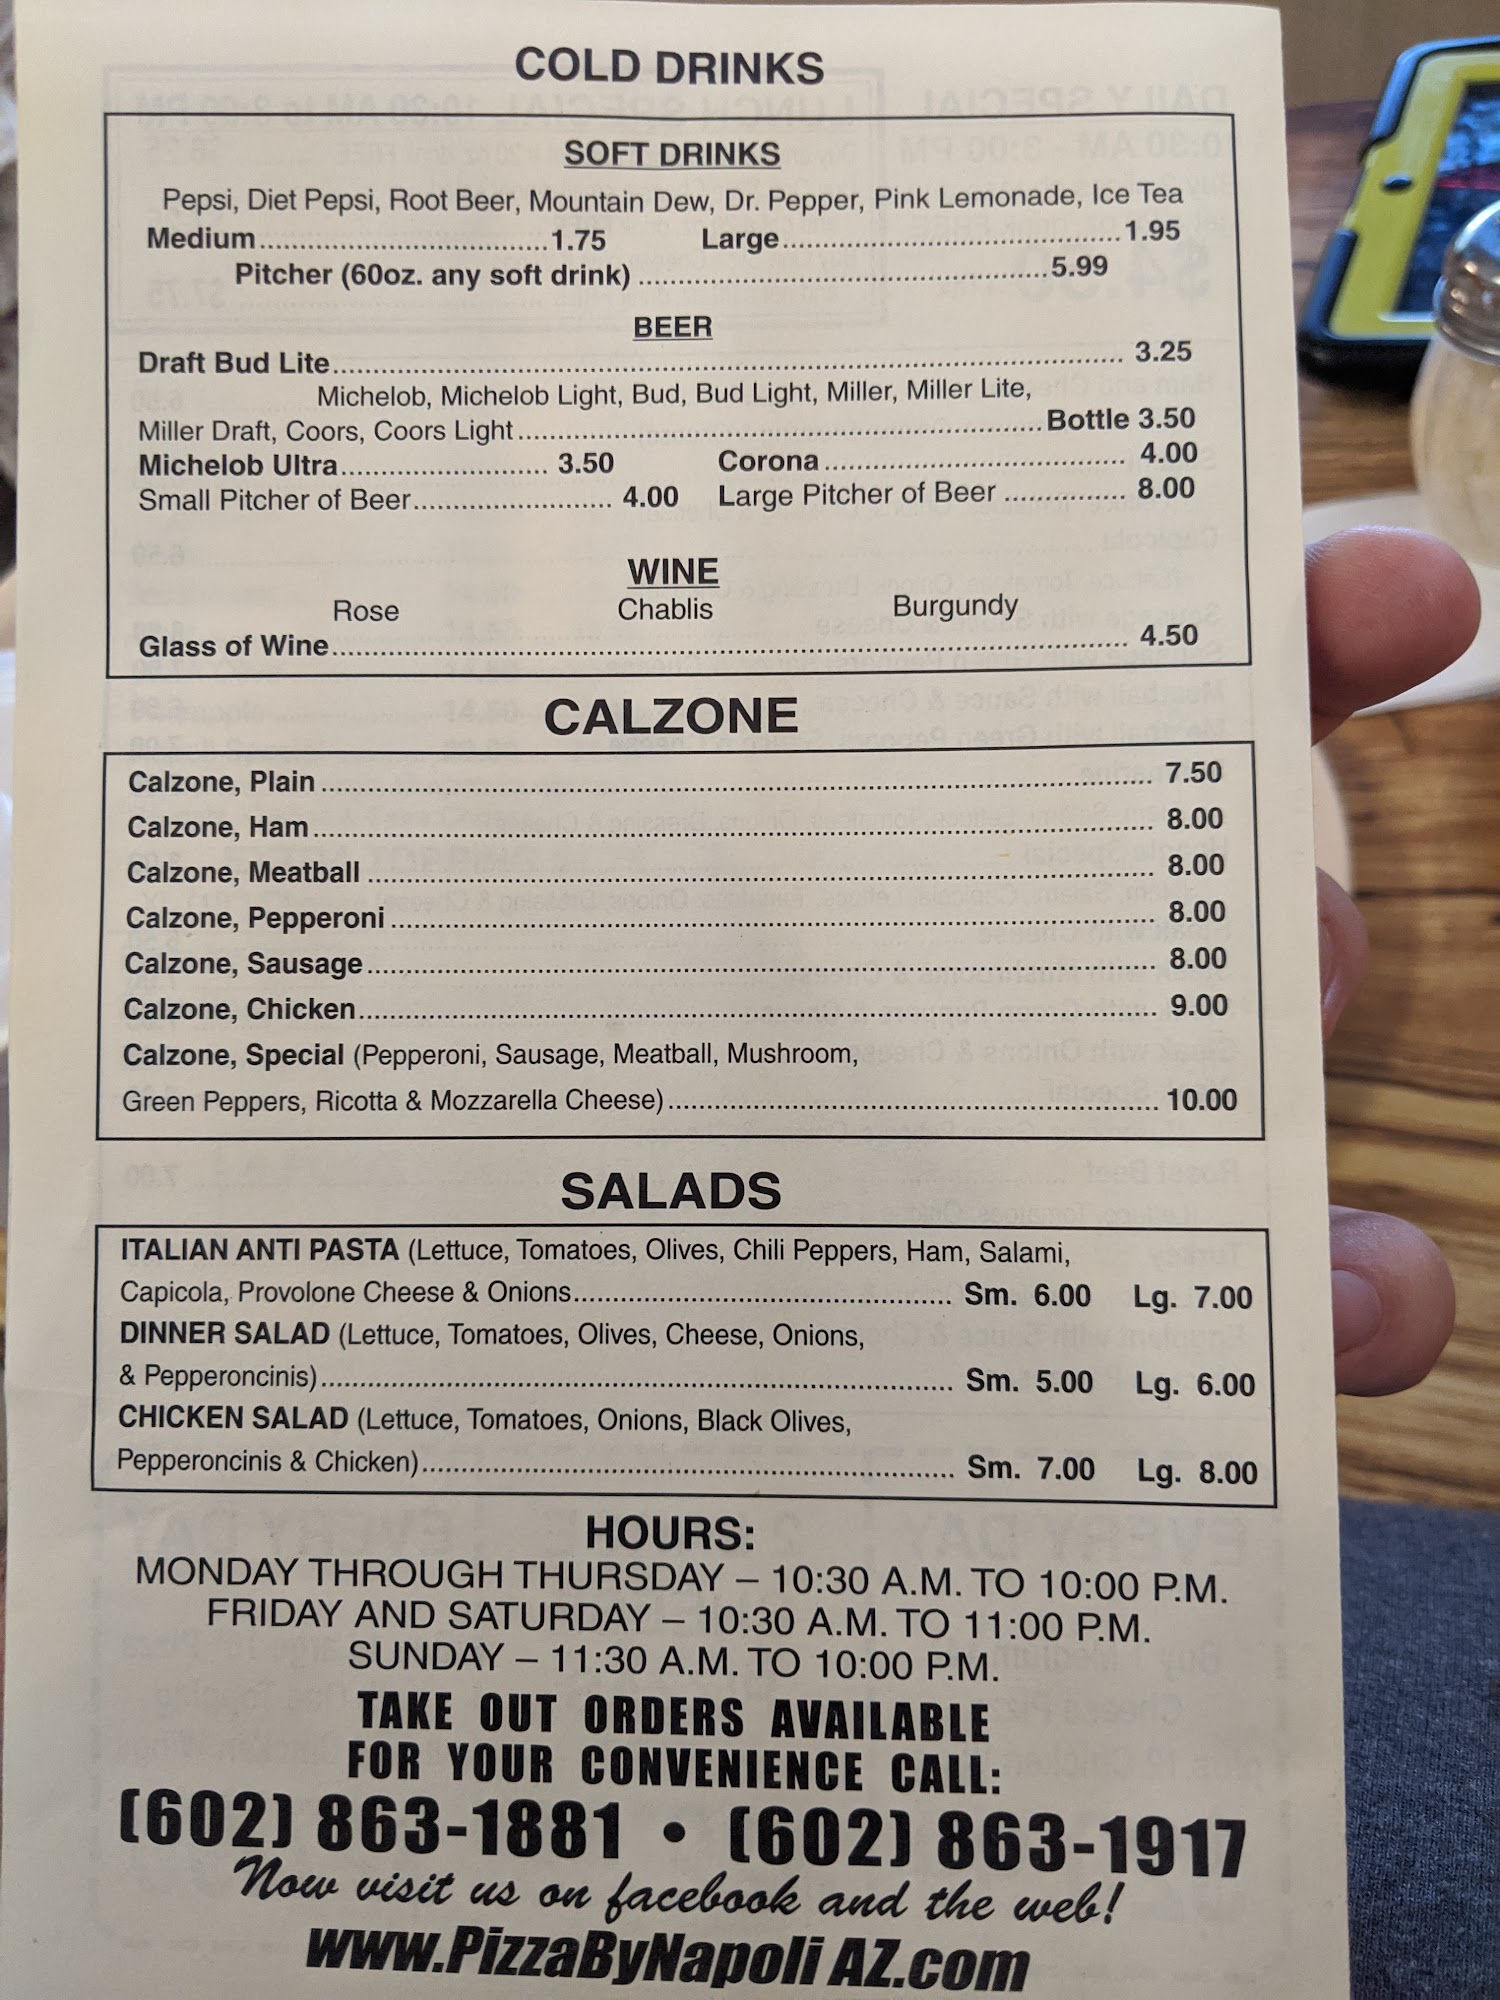 COLD DRINKS
SOFT DRINKS
Pepsi, Diet Pepsi, Root Beer, Mountain Dew, Dr. Pepper, Pink Lemonade, Ice Tea
Medium.................................1.75 Large.......................................1.95
Pitcher (60oz. any soft drink)...............................................5.99
BEER
Draft Bud Lite........................................................................................... 3.25
Michelob, Michelob Light, Bud, Bud Light, Miller, Miller Lite,
Miller Draft, Coors, Coors Light............................................................Bottle 3.50
Michelob Ultra........................ 3.50 Corona................................... 4.00
Small Pitcher of Beer....................... 4.00 Large Pitcher of Beer.............. 8.00
WINE
Rose Chablis Burgundy
Glass of Wine............................................................................................ 4.50
CALZONE
Calzone, Plain................................................................................................ 7.50
Calzone, Ham................................................................................................. 8.00
Calzone, Meatball........................................................................................... 8.00
Calzone, Pepperoni........................................................................................ 8.00
Calzone, Sausage........................................................................................... 8.00
Calzone, Chicken............................................................................................ 9.00
Calzone, Special (Pepperoni, Sausage, Meatball, Mushroom,
Green Peppers, Ricotta & Mozzarella Cheese)......................................................... 10.00
SALADS
ITALIAN ANTI PASTA (Lettuce, Tomatoes, Olives, Chili Peppers, Ham, Salami,
Capicola, Provolone Cheese & Onions............................................. Sm. 6.00 Lg. 7.00
DINNER SALAD (Lettuce, Tomatoes, Olives, Cheese, Onions,
& Pepperoncinis)........................................................................... Sm. 5.00 Lg. 6.00
CHICKEN SALAD (Lettuce, Tomatoes, Onions, Black Olives,
Pepperoncinis & Chicken)............................................................... Sm. 7.00 Lg. 8.00
HOURS:
MONDAY THROUGH THURSDAY – 10:30 A.M. TO 10:00 P.M.
FRIDAY AND SATURDAY – 10:30 A.M. TO 11:00 P.M.
SUNDAY – 11:30 A.M. TO 10:00 P.M.
TAKE OUT ORDERS AVAILABLE
FOR YOUR CONVENIENCE CALL:
(602) 863-1881 • (602) 863-1917
Now visit us on facebook and the web!
www.PizzaByNapoliAZ.com